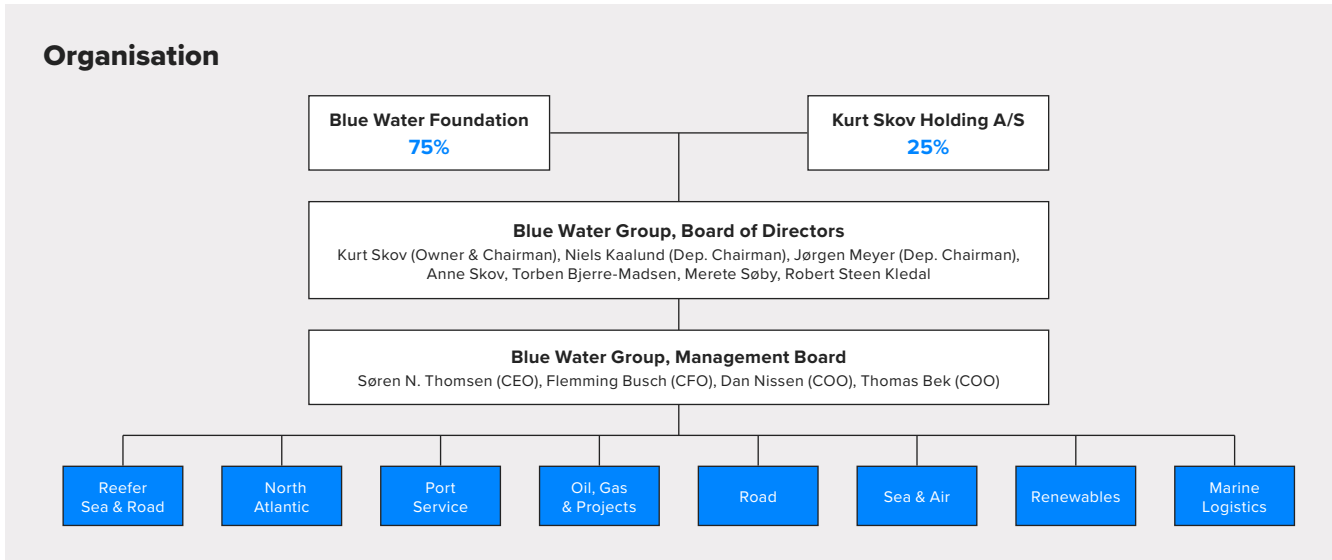 Organisation
Blue Water Foundation
75%
Kurt Skov Holding A/S
25%
Blue Water Group, Board of Directors
Kurt Skov (Owner & Chairman), Niels Kaalund (Dep. Chairman), Jørgen Meyer (Dep. Chairman),
Anne Skov, Torben Bjerre-Madsen, Merete Søby, Robert Steen Kledal
Blue Water Group, Management Board
Søren N. Thomsen (CEO), Flemming Busch (CFO), Dan Nissen (COO), Thomas Bek (COO)
Reefer
Sea & Road
North
Atlantic
Port
Service
Oil, Gas
& Projects
Road
Sea & Air
Renewables
Marine
Logistics